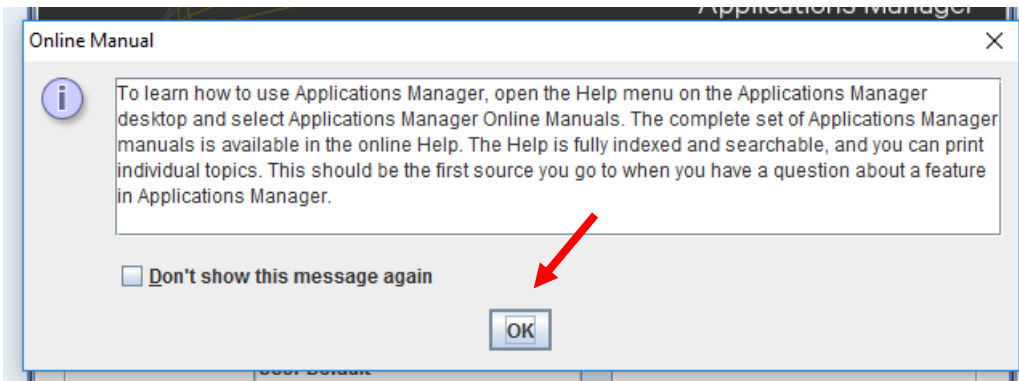 Applications Manager
Online Manual
To learn how to use Applications Manager, open the Help menu on the Applications Manager
desktop and select Applications Manager Online Manuals. The complete set of Applications Manager
manuals is available in the online Help. The Help is fully indexed and searchable, and you can print
individual topics. This should be the first source you go to when you have a question about a feature
in Applications Manager.
Don't show this message again
OK
User Default